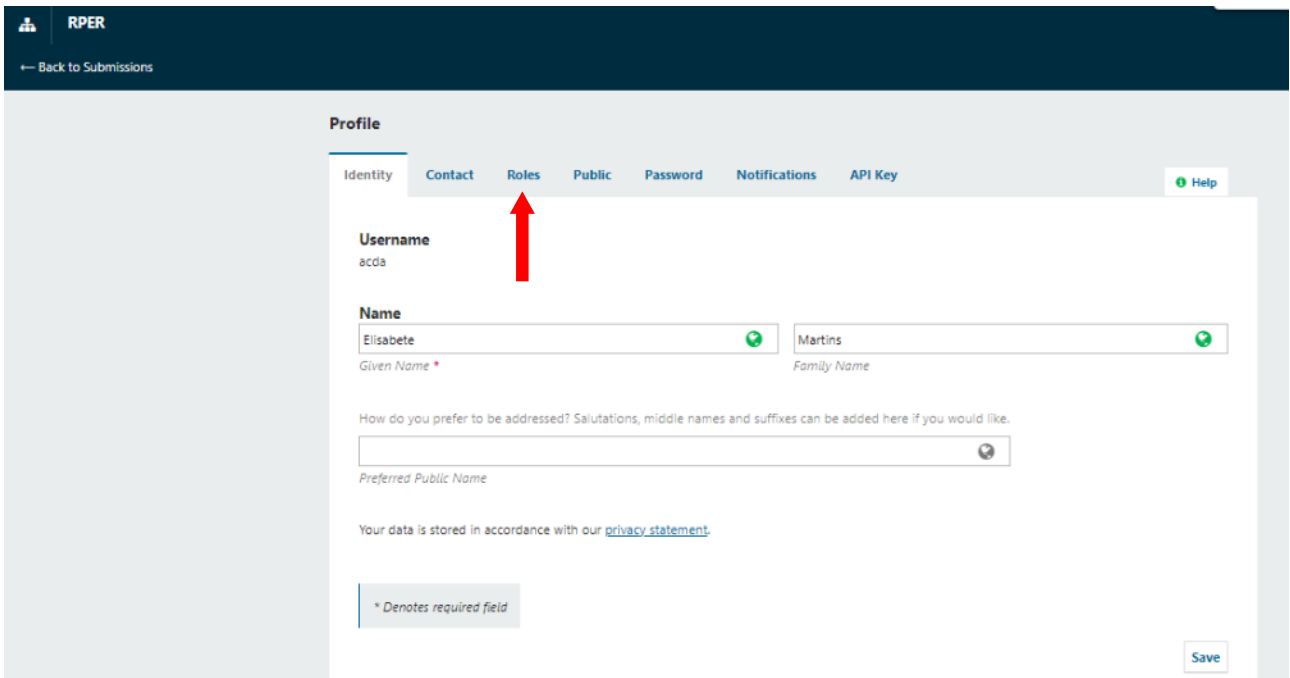 RPER
← Back to Submissions
Profile
Identity Contact Roles Public Password Notifications API Key
Help
Username
acda
Name
Elisabete Martins
Given Name * Family Name
How do you prefer to be addressed? Salutations, middle names and suffixes can be added here if you would like.
Preferred Public Name
Your data is stored in accordance with our privacy statement.
* Denotes required field
Save